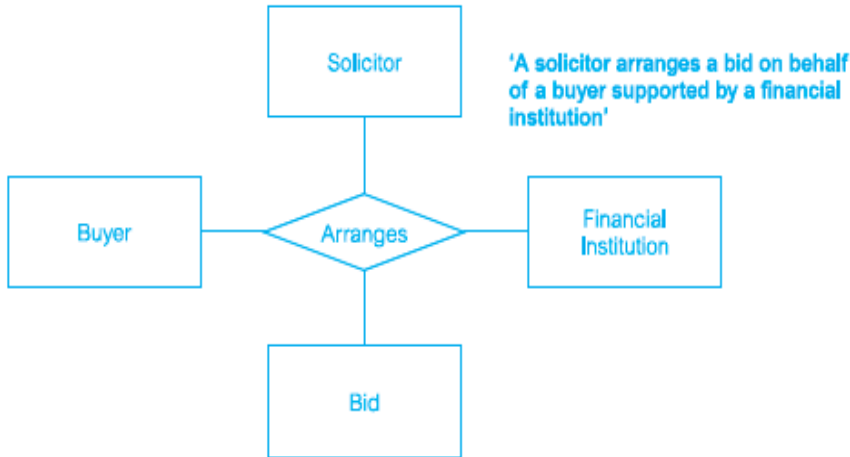 Solicitor
'A solicitor arranges a bid on behalf
of a buyer supported by a financial
institution'
Buyer
Arranges
Financial
Institution
Bid